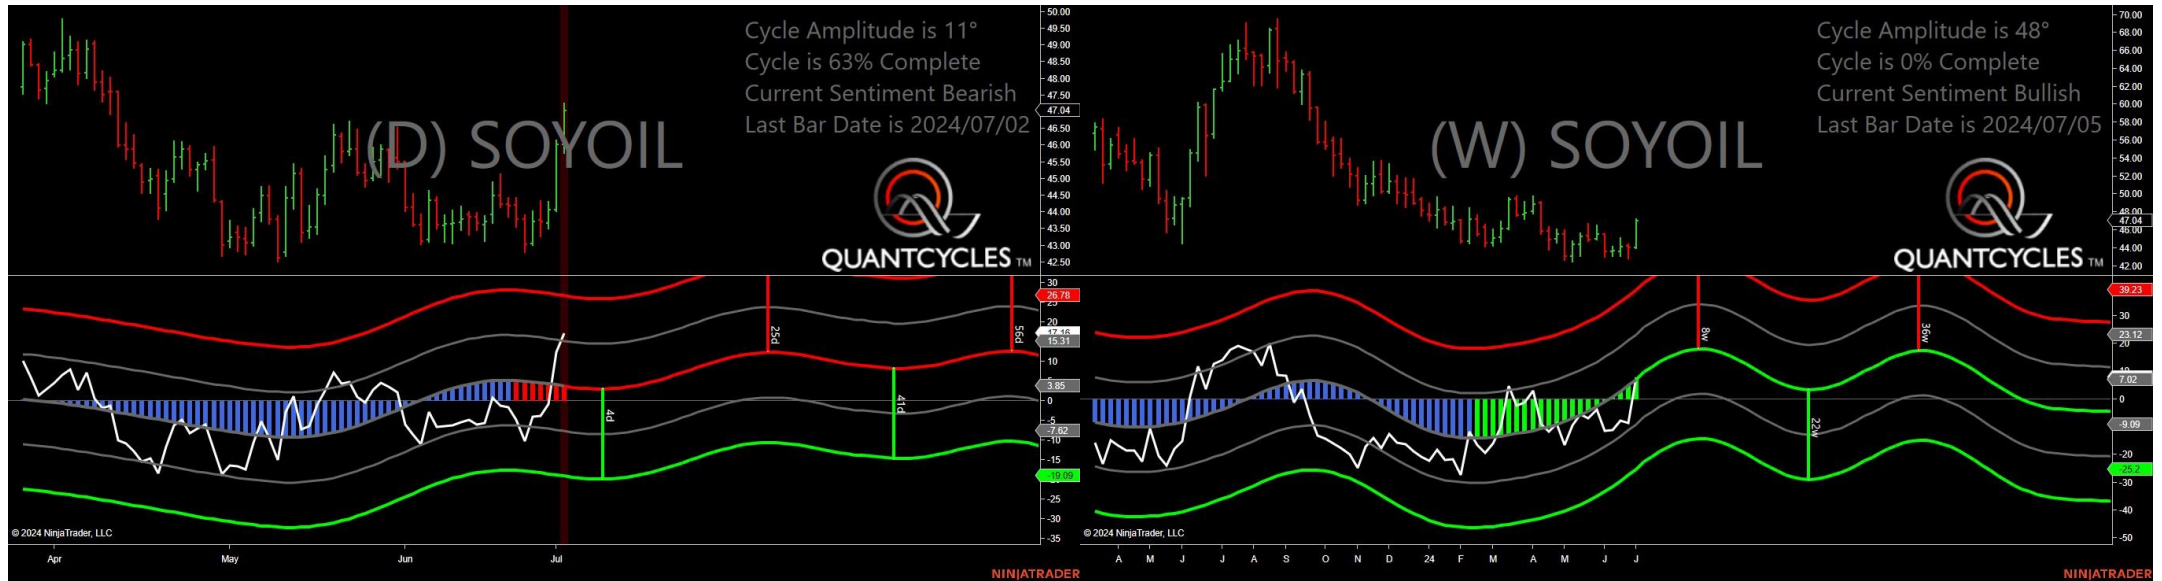 Cycle Amplitude is 11°
Cycle is 63% Complete
Current Sentiment Bearish
Last Bar Date is 2024/07/02
(D) SOYOIL
QUANTCYCLES TM
50.00
49.50
49.00
48.50
48.00
47.50
47.04
46.50
46.00
45.50
45.00
44.50
44.00
43.50
43.00
42.50
30
26.78
25
20
17.16
15.31
10
3.85
0
-5
-7.62
-10
-15
-19.09
-25
-30
-35
4d
25d
41d
56d
© 2024 NinjaTrader, LLC
Apr May Jun Jul
NINJATRADER
Cycle Amplitude is 48°
Cycle is 0% Complete
Current Sentiment Bullish
Last Bar Date is 2024/07/05
(W) SOYOIL
QUANTCYCLES TM
70.00
68.00
66.00
64.00
62.00
60.00
58.00
56.00
54.00
52.00
50.00
48.00
47.04
46.00
44.00
42.00
39.23
30
23.12
20
7.02
0
-9.09
-20
-25.2
-30
-40
-50
8w
22w
36w
© 2024 NinjaTrader, LLC
A M J J A S O N D 24 F M A M J J
NINJATRADER